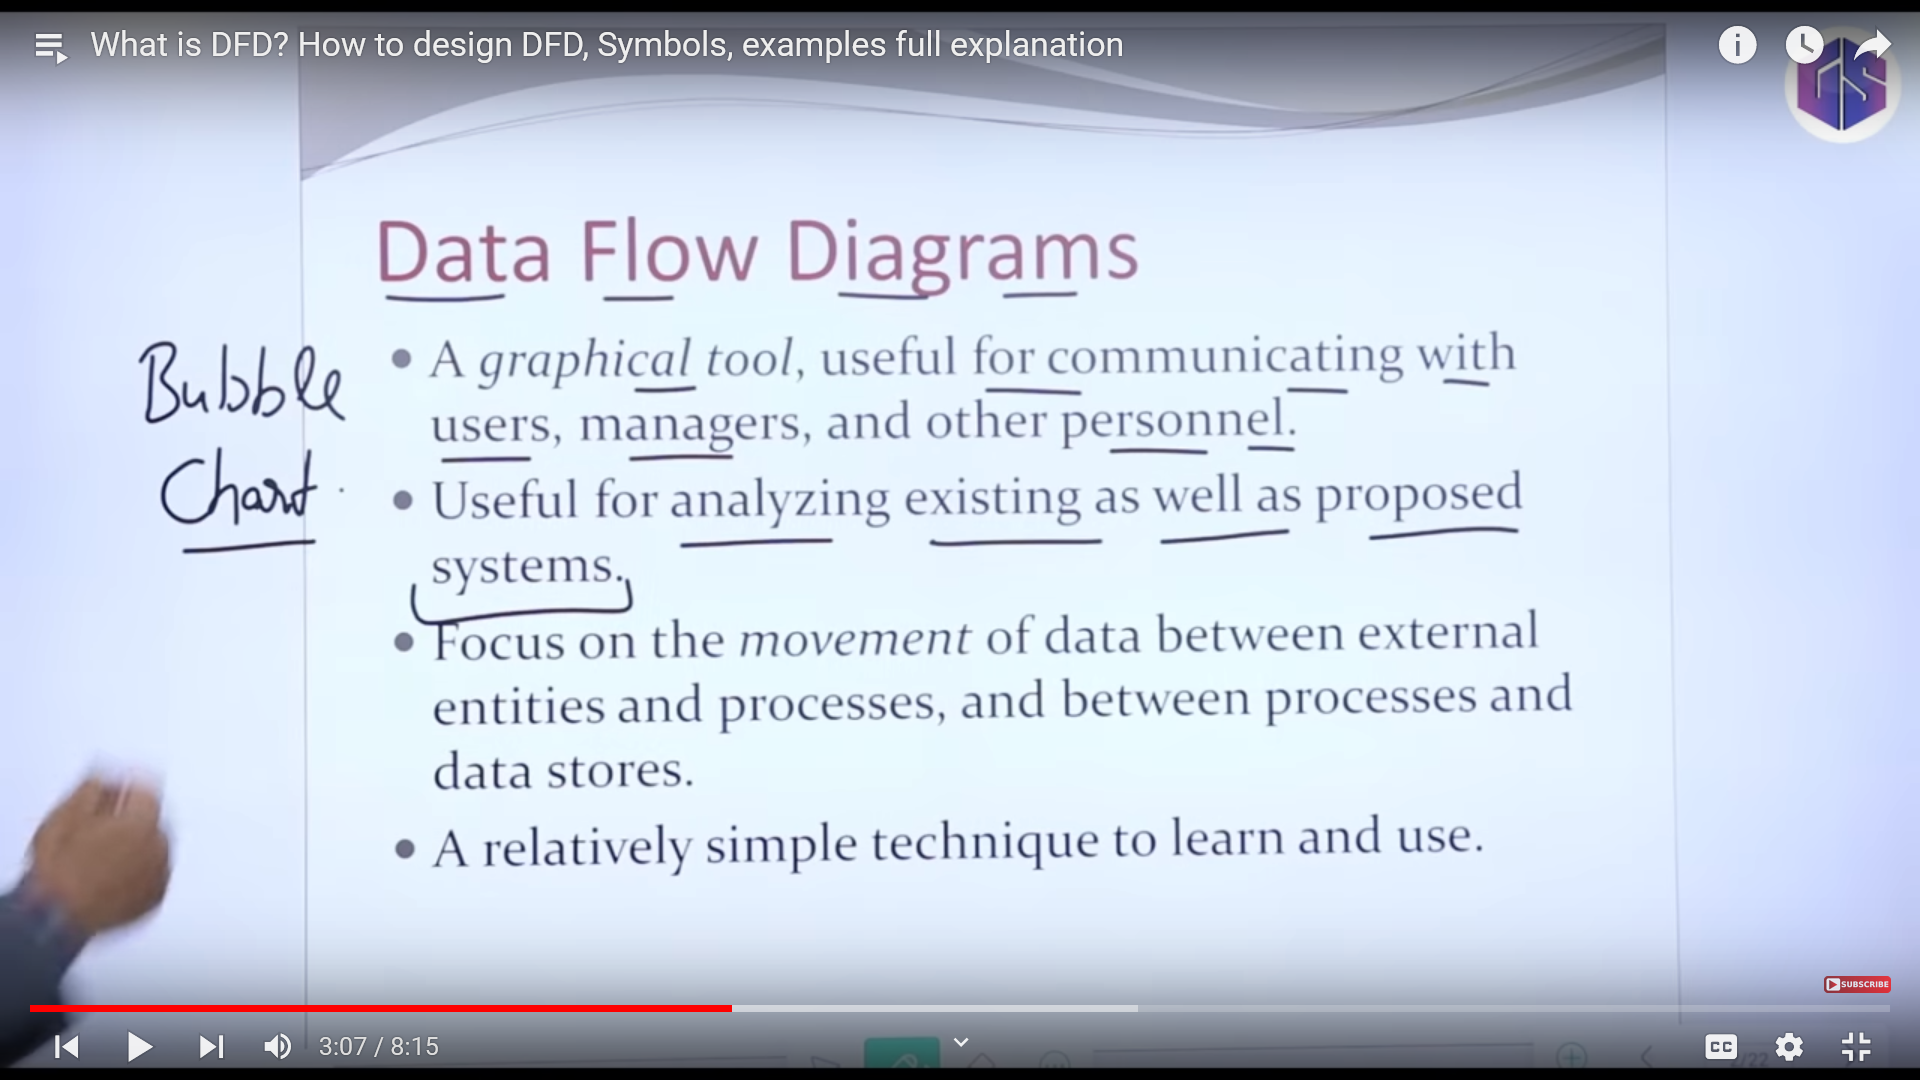 What is DFD? How to design DFD, Symbols, examples full explanation
Data Flow Diagrams
Bubble
Chart
• A graphical tool, useful for communicating with
users, managers, and other personnel.
• Useful for analyzing existing as well as proposed
systems.
• Focus on the movement of data between external
entities and processes, and between processes and
data stores.
• A relatively simple technique to learn and use.
SUBSCRIBE
3:07 / 8:15
CC